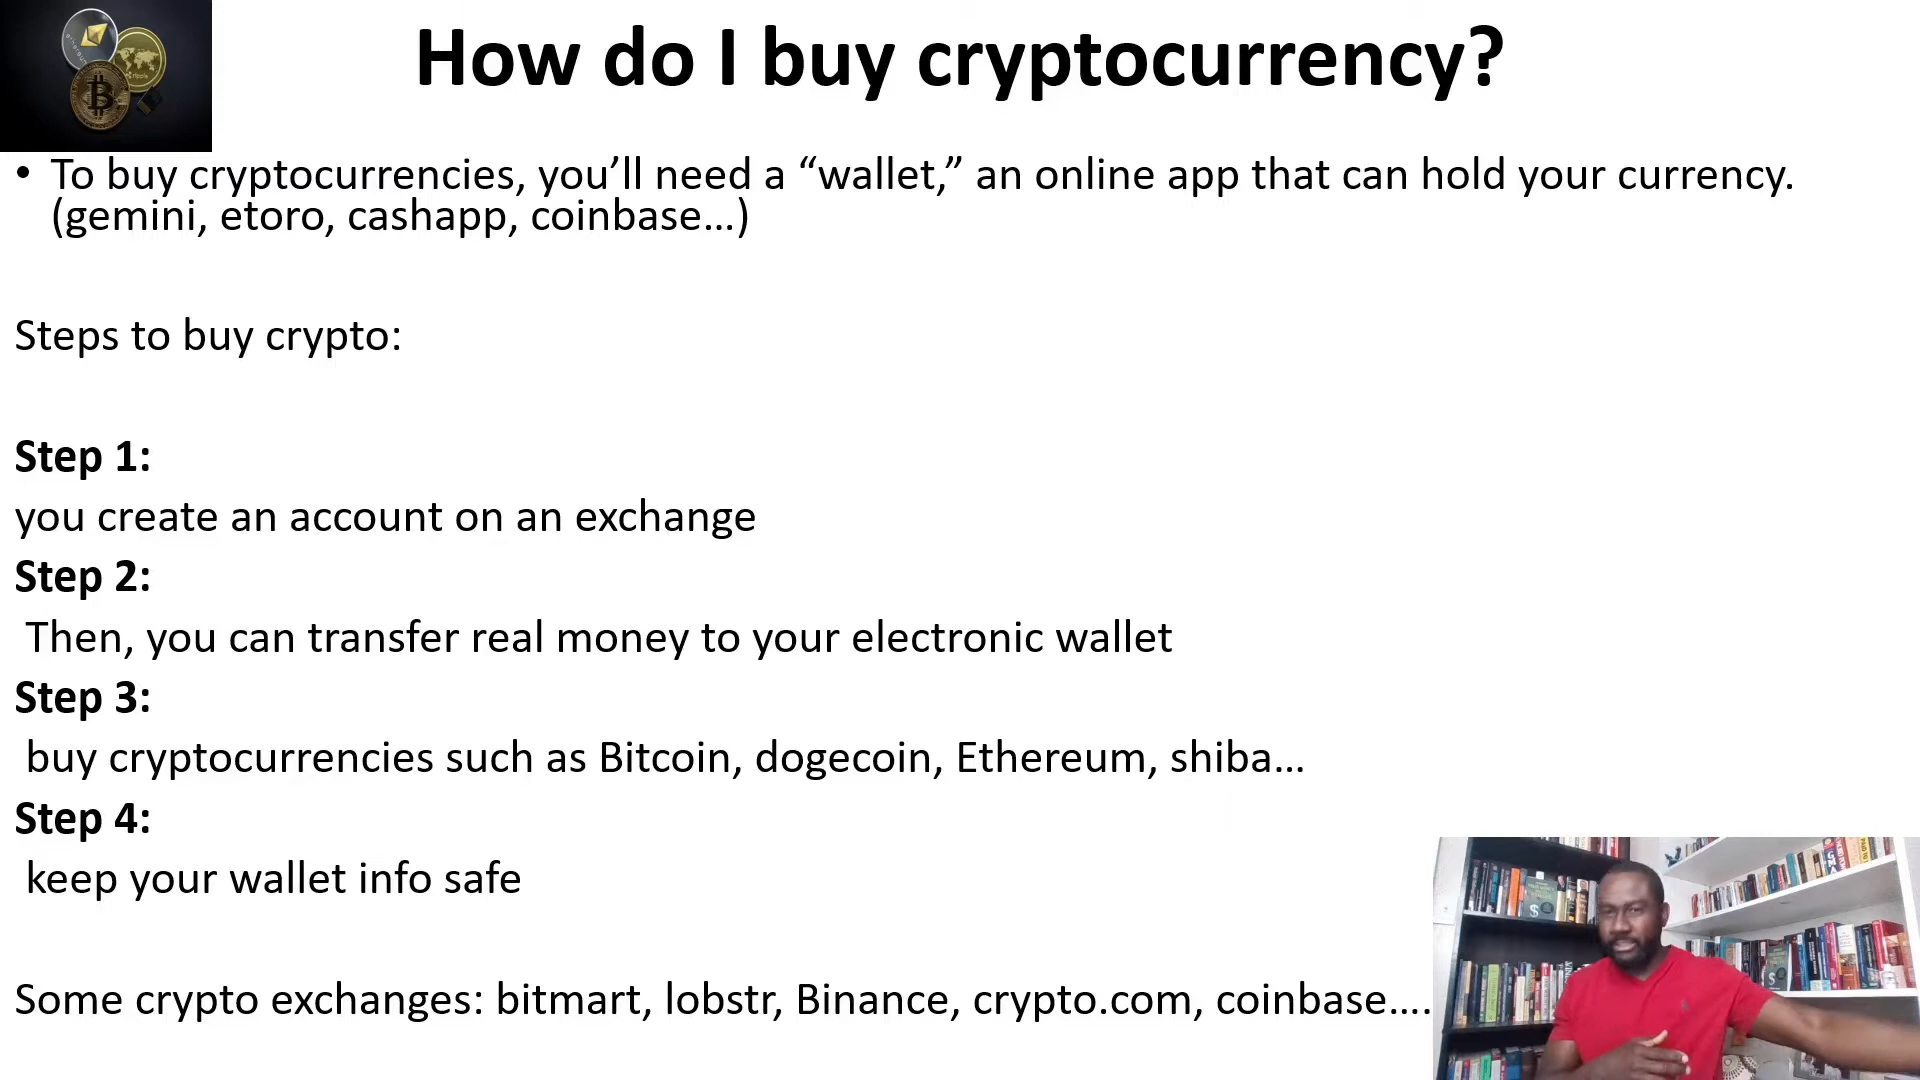 How do I buy cryptocurrency?
• To buy cryptocurrencies, you’ll need a “wallet,” an online app that can hold your currency.
(gemini, etoro, cashapp, coinbase…)
Steps to buy crypto:
Step 1:
you create an account on an exchange
Step 2:
Then, you can transfer real money to your electronic wallet
Step 3:
buy cryptocurrencies such as Bitcoin, dogecoin, Ethereum, shiba…
Step 4:
keep your wallet info safe
Some crypto exchanges: bitmart, lobstr, Binance, crypto.com, coinbase….